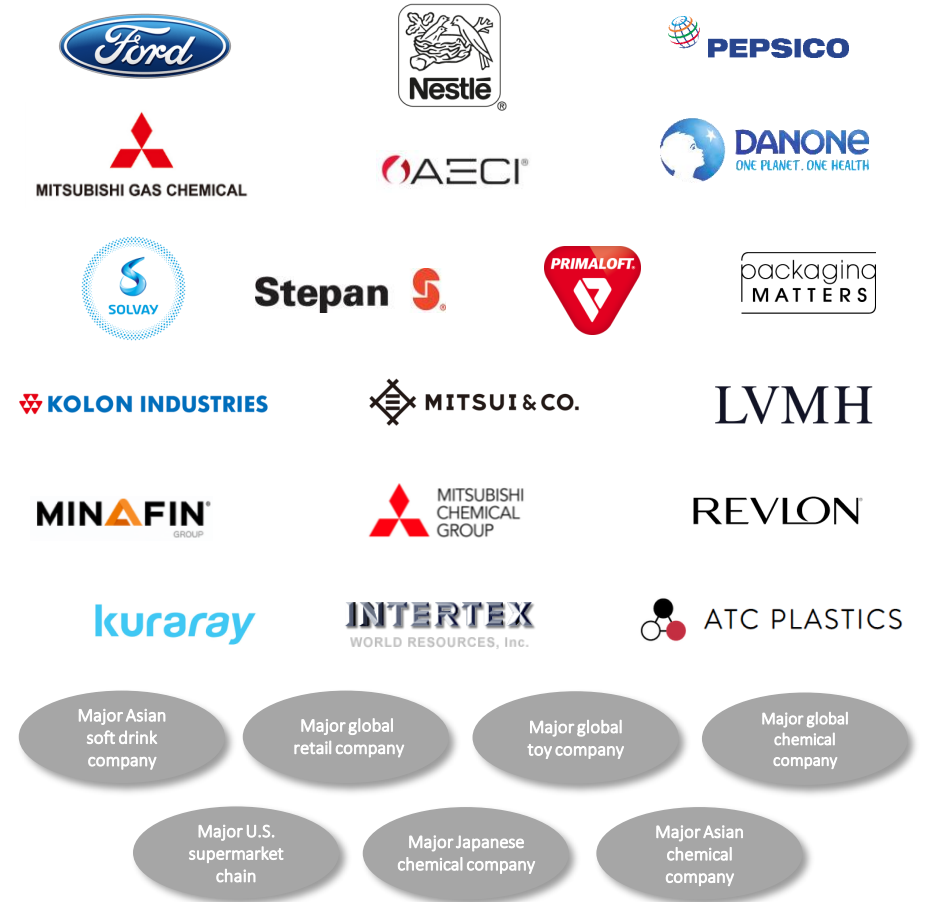 Ford
Nestlé®
PEPSICO
MITSUBISHI GAS CHEMICAL
AECI®
DANONE
ONE PLANET. ONE HEALTH
SOLVAY
Stepan®
PRIMALOFT®
packaging
MATTERS
KOLON INDUSTRIES
MITSUI & CO.
LVMH
MINAFIN®
GROUP
MITSUBISHI
CHEMICAL
GROUP
REVLON
kuraray
INTERTEX
WORLD RESOURCES, Inc.
ATC PLASTICS
Major Asian
soft drink
company
Major global
retail company
Major global
toy company
Major global
chemical
company
Major U.S.
supermarket
chain
Major Japanese
chemical company
Major Asian
chemical
company